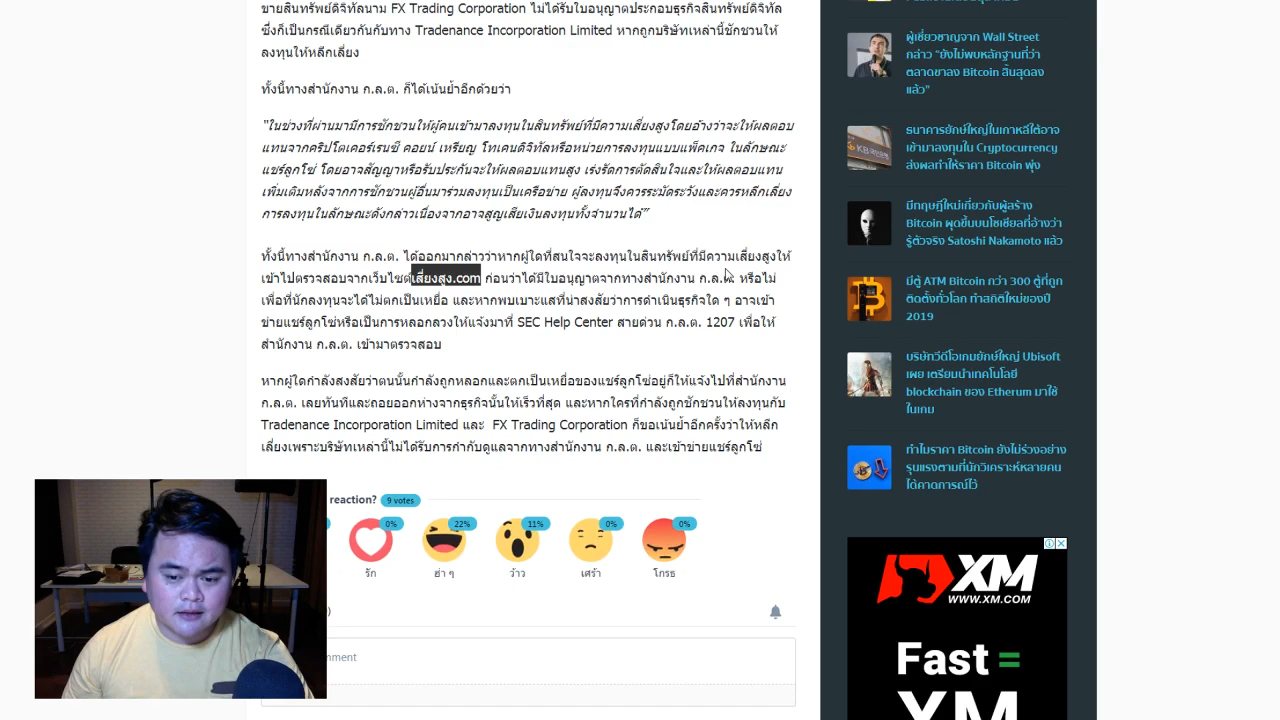 ขายสินทรัพย์ดิจิทัลนาม FX Trading Corporation ไม่ได้รับใบอนุญาตประกอบธุรกิจสินทรัพย์ดิจิทัล
ซึ่งก็เป็นกรณีเดียวกันกับทาง Tradenance Incorporation Limited หากถูกบริษัทเหล่านี้ชักชวนให้
ลงทุนให้หลีกเลี่ยง
ทั้งนี้ทางสำนักงาน ก.ล.ต. ก็ได้เน้นย้ำอีกด้วยว่า
“ในช่วงที่ผ่านมามีการชักชวนให้ผู้คนเข้ามาลงทุนในสินทรัพย์ที่มีความเสี่ยงสูงโดยอ้างว่าจะให้ผลตอบ
แทนจากคริปโตเคอร์เรนซี คอยน์ เหรียญ โทเคนดิจิทัลหรือหน่วยการลงทุนแบบแพ็คเกจ ในลักษณะ
แชร์ลูกโซ่ โดยอาจสัญญาหรือรับประกันจะให้ผลตอบแทนสูง เร่งรัดการตัดสินใจและให้ผลตอบแทน
เพิ่มเติมหลังจากการชักชวนผู้อื่นมาร่วมลงทุนเป็นเครือข่าย ผู้ลงทุนจึงควรระมัดระวังและควรหลีกเลี่ยง
การลงทุนในลักษณะดังกล่าวเนื่องจากอาจสูญเสียเงินลงทุนทั้งจำนวนได้”
ทั้งนี้ทางสำนักงาน ก.ล.ต. ได้ออกมากล่าวว่าหากผู้ใดที่สนใจจะลงทุนในสินทรัพย์ที่มีความเสี่ยงสูงให้
เข้าไปตรวจสอบจากเว็บไซต์เสี่ยงสูง.com ก่อนว่าได้มีใบอนุญาตจากทางสำนักงาน ก.ล.ต. หรือไม่
เพื่อที่นักลงทุนจะได้ไม่ตกเป็นเหยื่อ และหากพบเบาะแสที่น่าสงสัยว่าการดำเนินธุรกิจใด ๆ อาจเข้า
ข่ายแชร์ลูกโซ่หรือเป็นการหลอกลวงให้แจ้งมาที่ SEC Help Center สายด่วน ก.ล.ต. 1207 เพื่อให้
สำนักงาน ก.ล.ต. เข้ามาตรวจสอบ
หากผู้ใดกำลังสงสัยว่าตนนั้นกำลังถูกหลอกและตกเป็นเหยื่อของแชร์ลูกโซ่อยู่ก็ให้แจ้งไปที่สำนักงาน
ก.ล.ต. เลยทันทีและถอยออกห่างจากธุรกิจนั้นให้เร็วที่สุด และหากใครที่กำลังถูกชักชวนให้ลงทุนกับ
Tradenance Incorporation Limited และ FX Trading Corporation ก็ขอเน้นย้ำอีกครั้งว่าให้หลีก
เลี่ยงเพราะบริษัทเหล่านี้ไม่ได้รับการกำกับดูแลจากทางสำนักงาน ก.ล.ต. และเข้าข่ายแชร์ลูกโซ่
reaction? 9 votes
0% 22% 11% 0% 0%
รัก ฮ่า ๆ ว้าว เศร้า โกรธ
ผู้เชี่ยวชาญจาก Wall Street
กล่าว “ยังไม่พบหลักฐานที่ว่า
ตลาดขาลง Bitcoin สิ้นสุดลง
แล้ว”
ธนาคารยักษ์ใหญ่ในเกาหลีใต้อาจ
เข้ามาลงทุนใน Cryptocurrency
ส่งผลทำให้ราคา Bitcoin พุ่ง
มีทฤษฎีใหม่เกี่ยวกับผู้สร้าง
Bitcoin ผุดขึ้นบนโซเชียลที่อ้างว่า
รู้ตัวจริง Satoshi Nakamoto แล้ว
มีตู้ ATM Bitcoin กว่า 300 ตู้ที่ถูก
ติดตั้งทั่วโลก ทำสถิติใหม่ของปี
2019
บริษัทวีดีโอเกมยักษ์ใหญ่ Ubisoft
เผย เตรียมนำเทคโนโลยี
blockchain ของ Etherum มาใช้
ในเกม
ทำไมราคา Bitcoin ยังไม่ร่วงอย่าง
รุนแรงตามที่นักวิเคราะห์หลายคน
ได้คาดการณ์ไว้
XM
WWW.XM.COM
Fast =
XM